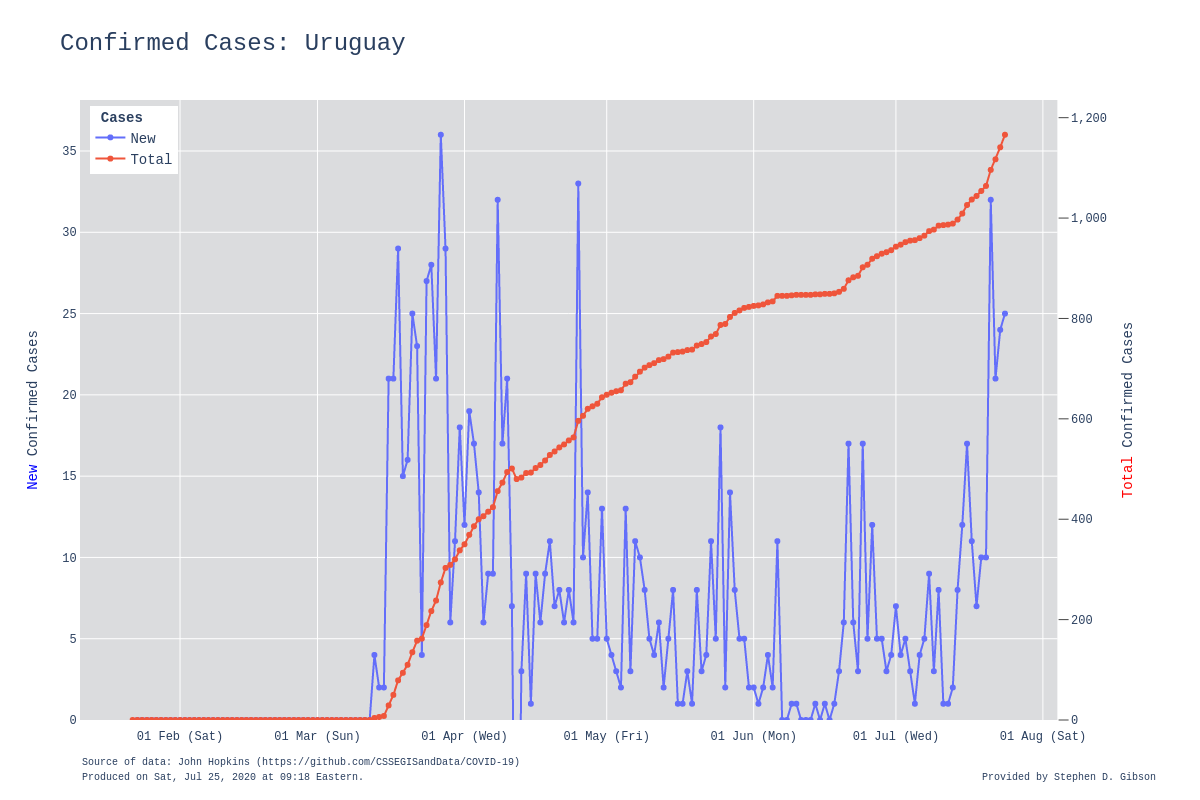 Confirmed Cases: Uruguay
Cases
New
Total
35
30
25
20
15
10
5
0
1,200
1,000
800
600
400
200
0
New Confirmed Cases
Total Confirmed Cases
01 Feb (Sat)
01 Mar (Sun)
01 Apr (Wed)
01 May (Fri)
01 Jun (Mon)
01 Jul (Wed)
01 Aug (Sat)
Source of data: John Hopkins (https://github.com/CSSEGISandData/COVID-19)
Produced on Sat, Jul 25, 2020 at 09:18 Eastern.
Provided by Stephen D. Gibson